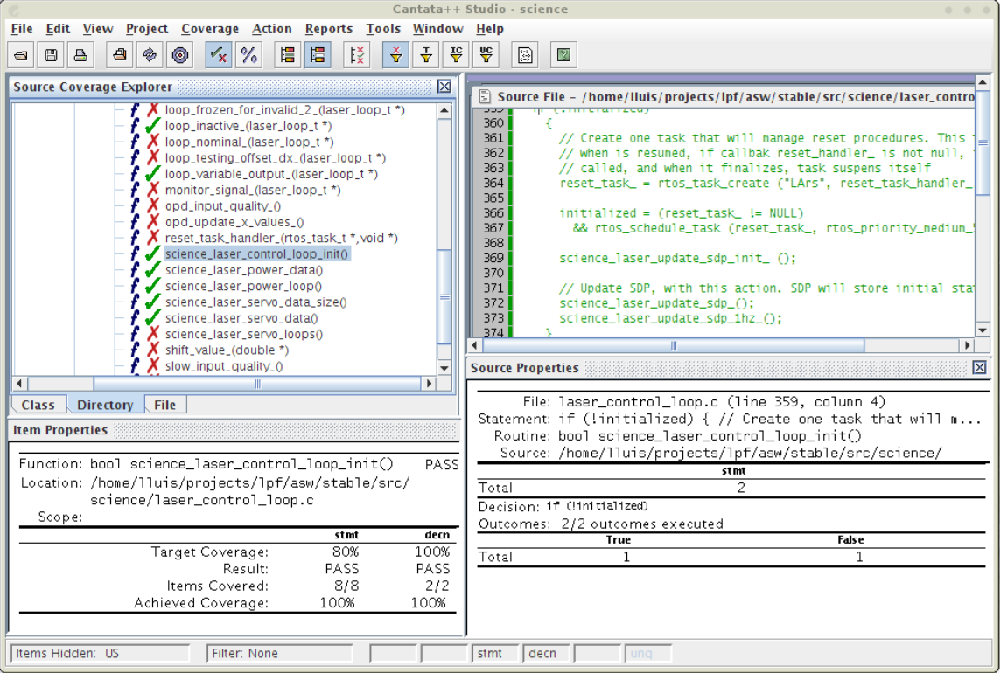 Cantata++ Studio - science
File Edit View Project Coverage Action Reports Tools Window Help
% X T IC UC ?
Source Coverage Explorer
f loop_frozen_for_invalid_2_(laser_loop_t *)
f loop_inactive_(laser_loop_t *)
f loop_nominal_(laser_loop_t *)
f loop_testing_offset_dx_(laser_loop_t *)
f loop_variable_output_(laser_loop_t *)
f monitor_signal_(laser_loop_t *)
f opd_input_quality_()
f opd_update_x_values_()
f reset_task_handler_(rtos_task_t *,void *)
f science_laser_control_loop_init()
f science_laser_power_data()
f science_laser_power_loop()
f science_laser_servo_data_size()
f science_laser_servo_data()
f science_laser_servo_loops()
f shift_value_(double *)
f slow_input_quality_()
Class Directory File
Item Properties
Function: bool science_laser_control_loop_init() PASS
Location: /home/lluis/projects/lpf/asw/stable/src/
science/laser_control_loop.c
Scope:
stmt decn
Target Coverage: 80% 100%
Result: PASS PASS
Items Covered: 8/8 2/2
Achieved Coverage: 100% 100%
Source File - /home/lluis/projects/lpf/asw/stable/src/science/laser_contro
359 if (!initialized)
360 {
361 // Create one task that will manage reset procedures. This
362 // when is resumed, if callbak reset_handler_ is not null,
363 // called, and when it finalizes, task suspens itself
364 reset_task_ = rtos_task_create ("LArs", reset_task_handler_
365
366 initialized = (reset_task_ != NULL)
367 && rtos_schedule_task (reset_task_, rtos_priority_medium_
368
369 science_laser_update_sdp_init_ ();
370
371 // Update SDP, with this action. SDP will store initial sta
372 science_laser_update_sdp_();
373 science_laser_update_sdp_1hz_();
374 }
Source Properties
File: laser_control_loop.c (line 359, column 4)
Statement: if (!initialized) { // Create one task that will m...
Routine: bool science_laser_control_loop_init()
Source: /home/lluis/projects/lpf/asw/stable/src/science/
stmt
Total 2
Decision: if (!initialized)
Outcomes: 2/2 outcomes executed
True False
Total 1 1
Items Hidden: US Filter: None stmt decn unq